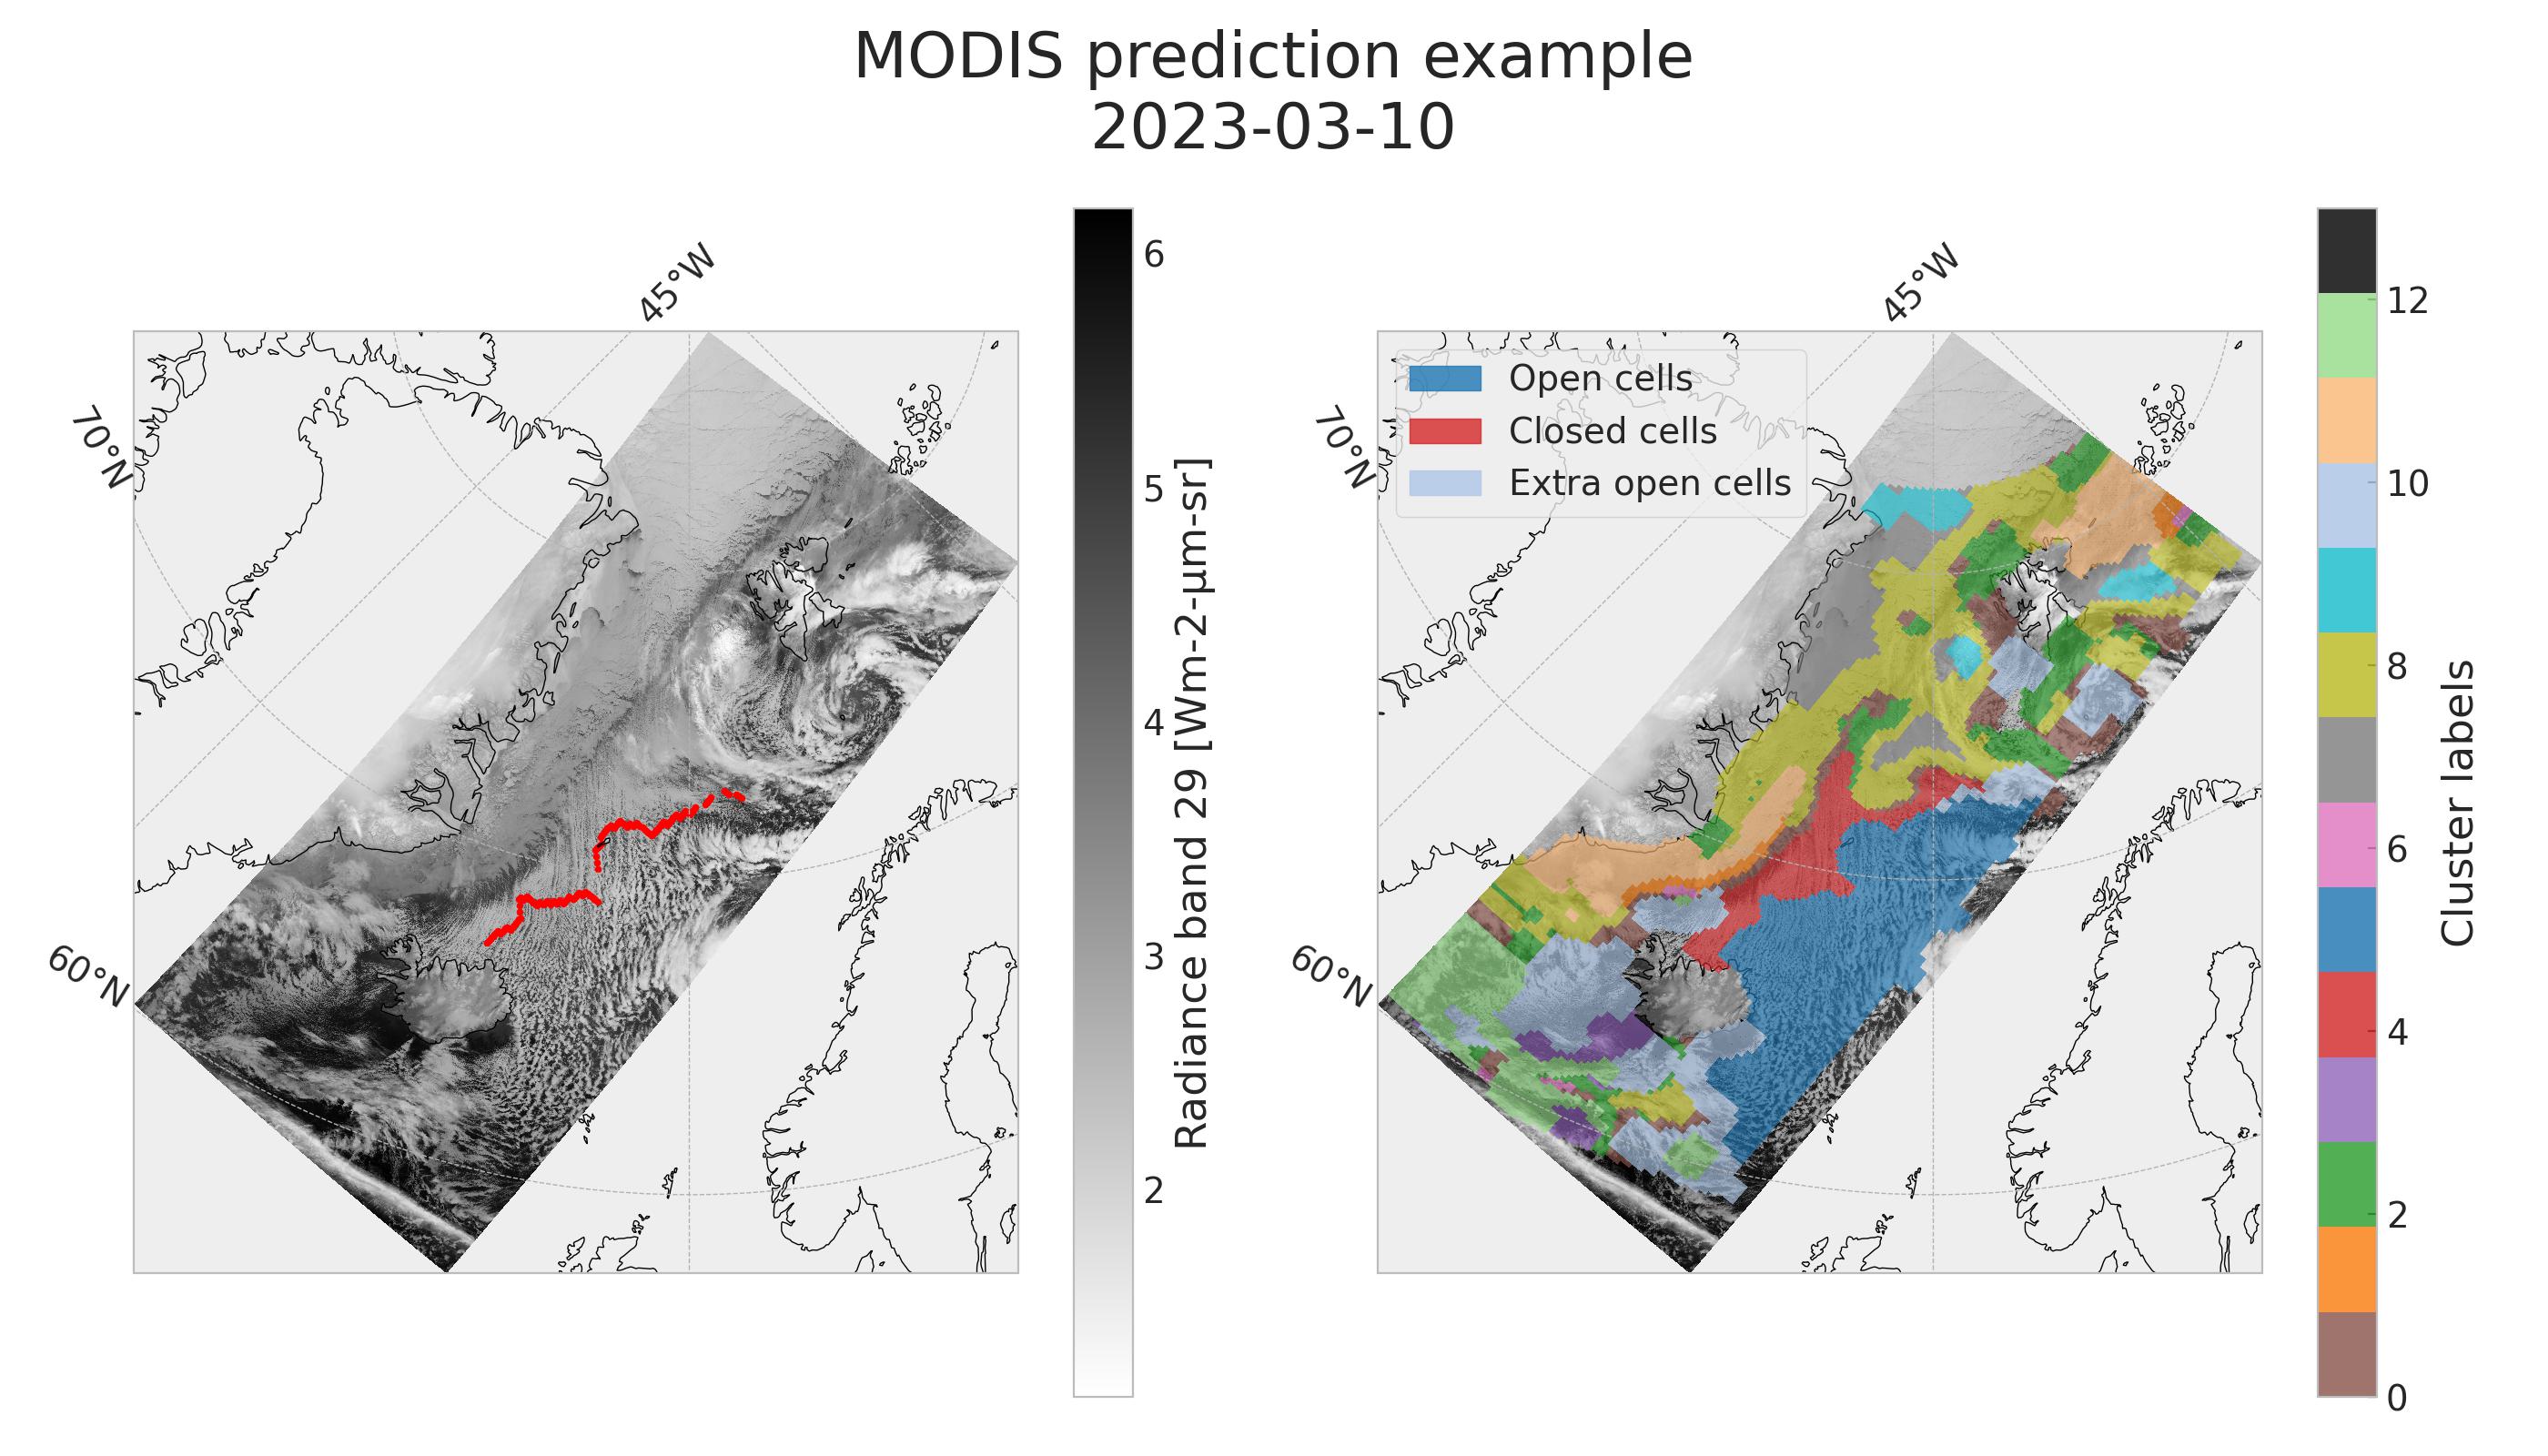 MODIS prediction example
2023-03-10
45°W
70°N
60°N
6
5
4
3
2
Radiance band 29 [Wm-2-μm-sr]
45°W
70°N
60°N
Open cells
Closed cells
Extra open cells
12
10
8
6
4
2
0
Cluster labels